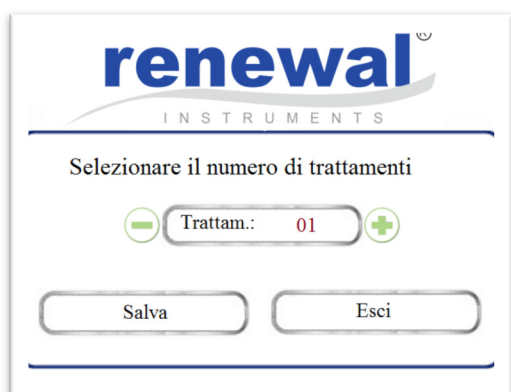 renewal®
INSTRUMENTS
Selezionare il numero di trattamenti
Trattam.: 01
Salva Esci